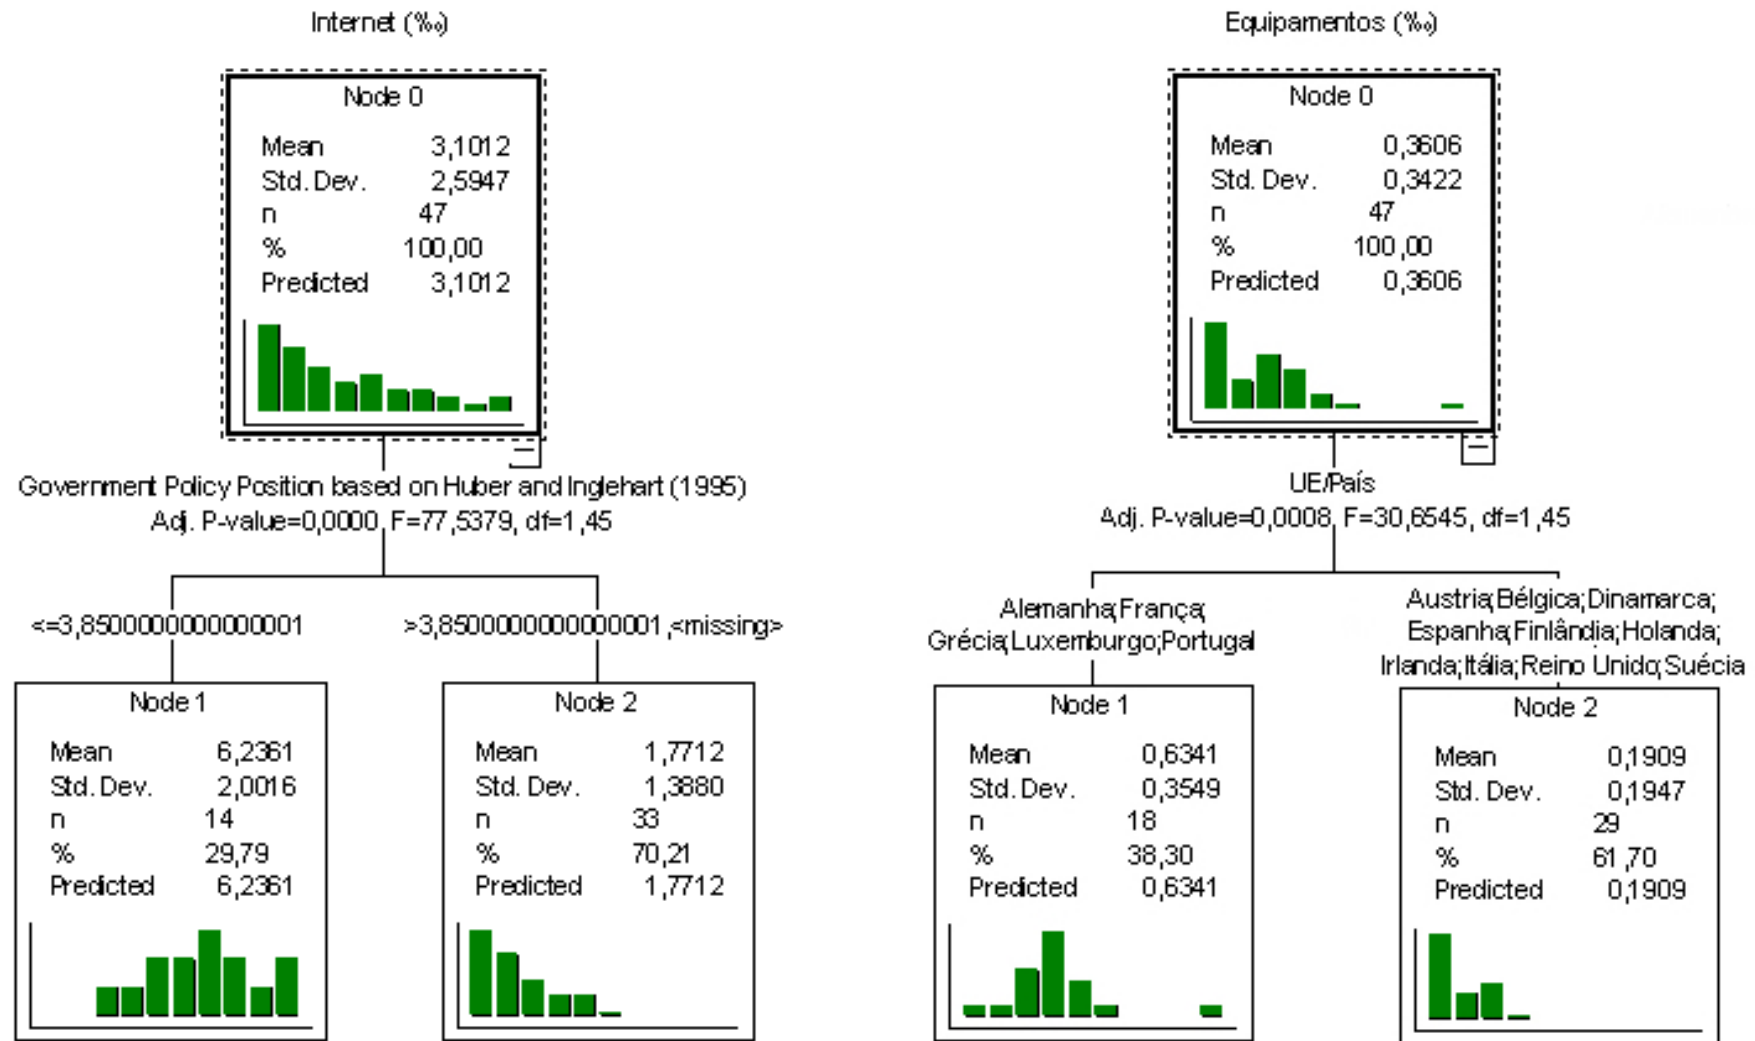 Internet (‰)
Node 0
Mean 3,1012
Std. Dev. 2,5947
n 47
% 100,00
Predicted 3,1012
Government Policy Position based on Huber and Inglehart (1995)
Adj. P-value=0,0000, F=77,5379, df=1,45
<=3,8500000000000001
>3,8500000000000001,<missing>
Node 1
Mean 6,2361
Std. Dev. 2,0016
n 14
% 29,79
Predicted 6,2361
Node 2
Mean 1,7712
Std. Dev. 1,3880
n 33
% 70,21
Predicted 1,7712
Equipamentos (‰)
Node 0
Mean 0,3606
Std. Dev. 0,3422
n 47
% 100,00
Predicted 0,3606
UE/País
Adj. P-value=0,0008, F=30,6545, df=1,45
Alemanha;França;
Grécia;Luxemburgo;Portugal
Austria;Bélgica;Dinamarca;
Espanha;Finlândia;Holanda;
Irlanda;Itália;Reino Unido;Suécia
Node 1
Mean 0,6341
Std. Dev. 0,3549
n 18
% 38,30
Predicted 0,6341
Node 2
Mean 0,1909
Std. Dev. 0,1947
n 29
% 61,70
Predicted 0,1909